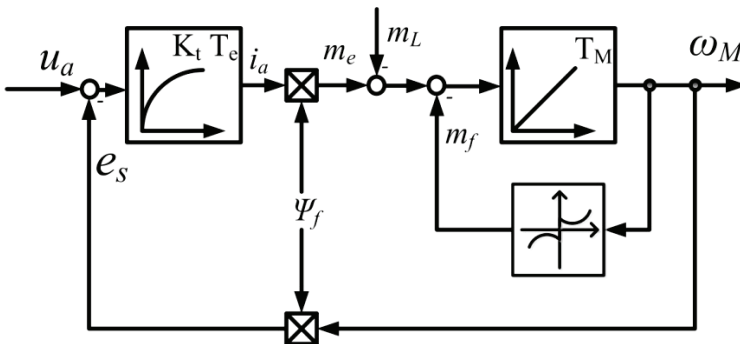 u_a
K_t T_e
i_a
m_e
m_L
T_M
ω_M
-
-
-
e_s
m_f
Ψ_f